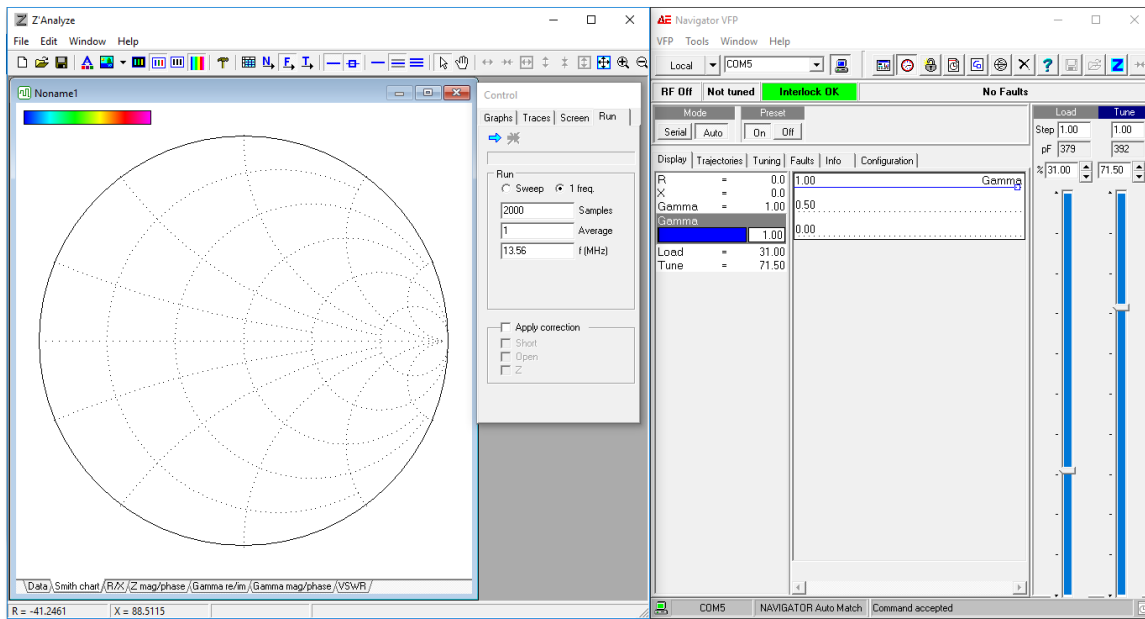 Z'Analyze
File Edit Window Help
N, F, T,
Noname1
Data Smith chart R/X Z mag/phase Gamma re/im Gamma mag/phase VSWR
R = -41.2461 X = 88.5115
Control
Graphs Traces Screen Run
Run
Sweep 1 freq.
2000 Samples
1 Average
13.56 f (MHz)
Apply correction
Short
Open
Z
Navigator VFP
VFP Tools Window Help
Local COM5
RF Off Not tuned Interlock OK No Faults
Mode Preset
Serial Auto On Off
Display Trajectories Tuning Faults Info Configuration
R = 0.0
X = 0.0
Gamma = 1.00
Gamma
1.00
Load = 31.00
Tune = 71.50
1.00 Gamma
0.50
0.00
Load Tune
Step 1.00 1.00
pF 379 392
% 31.00 71.50
COM5 NAVIGATOR Auto Match Command accepted